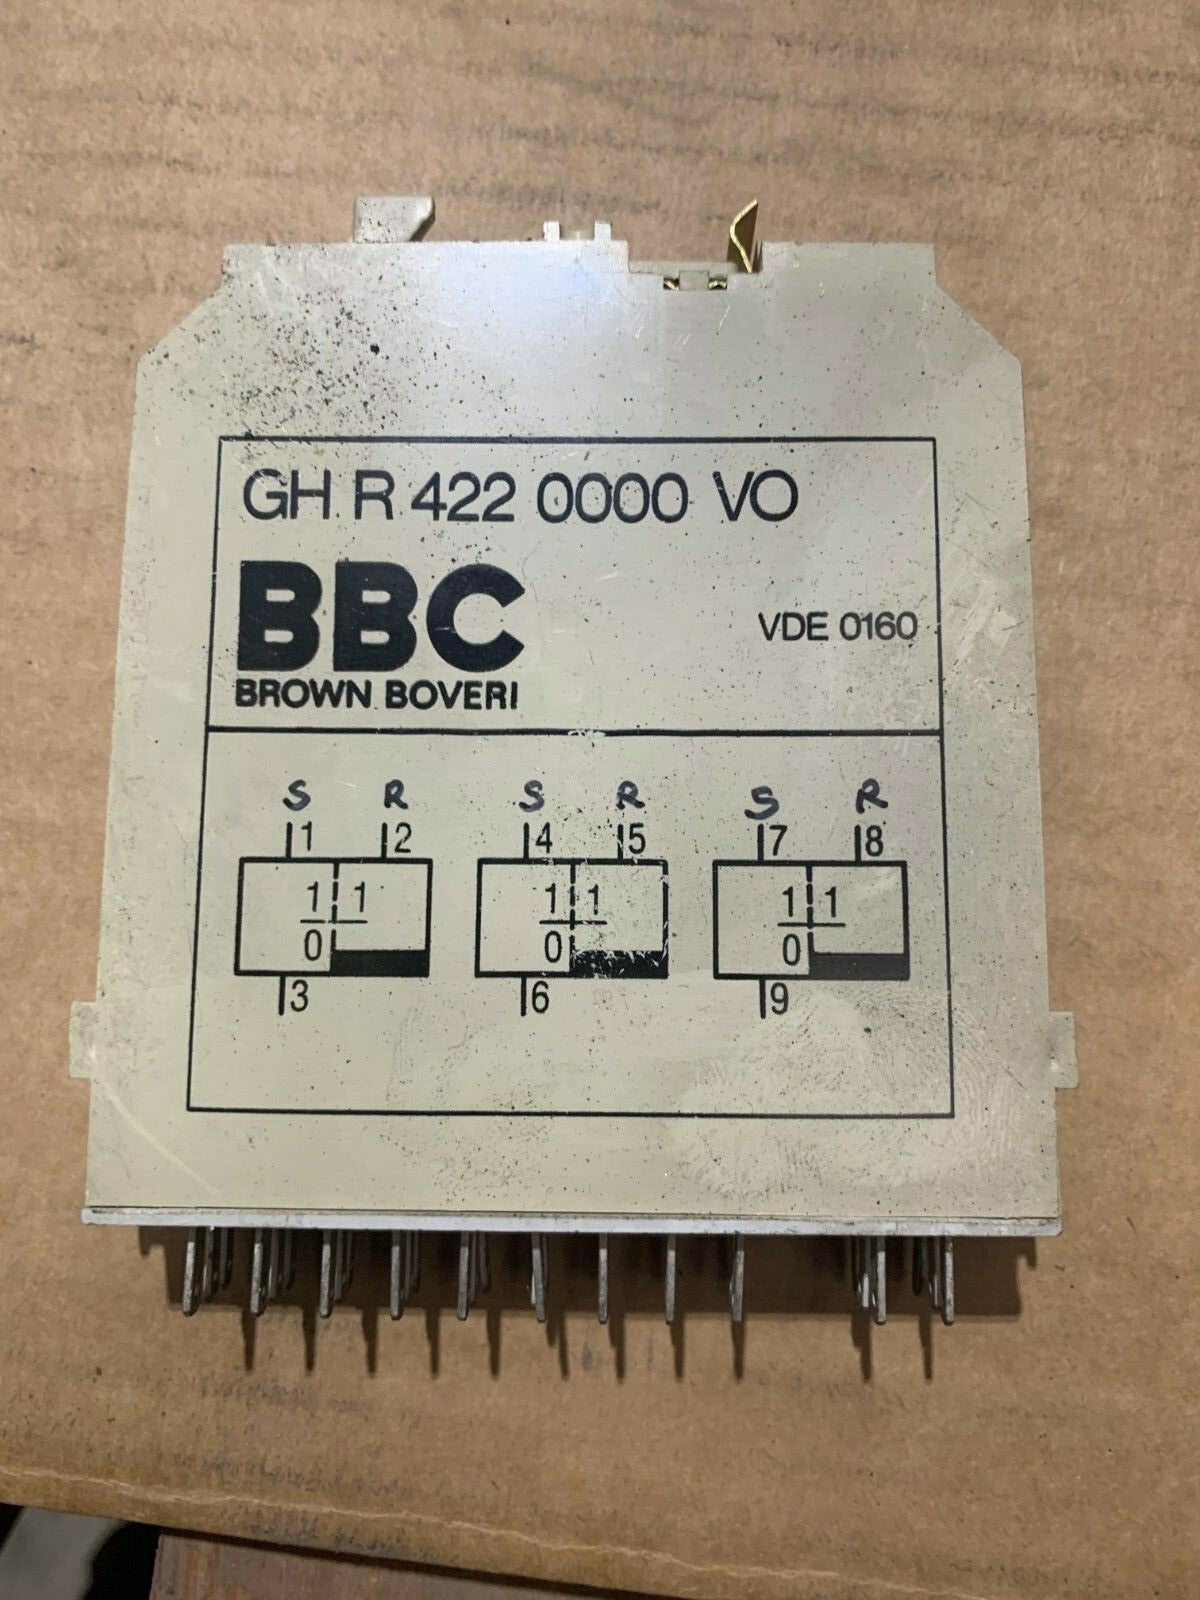 GH R 422 0000 VO
BBC
BROWN BOVERI
VDE 0160
S R S R S R
1 2 4 5 7 8
1 1 1 1 1 1
0 0 0
3 6 9